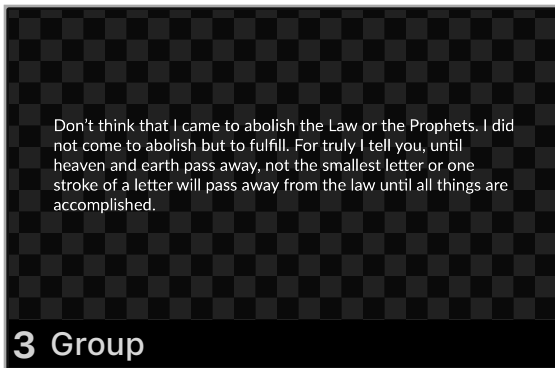 Don’t think that I came to abolish the Law or the Prophets. I did
not come to abolish but to fulfill. For truly I tell you, until
heaven and earth pass away, not the smallest letter or one
stroke of a letter will pass away from the law until all things are
accomplished.
3 Group